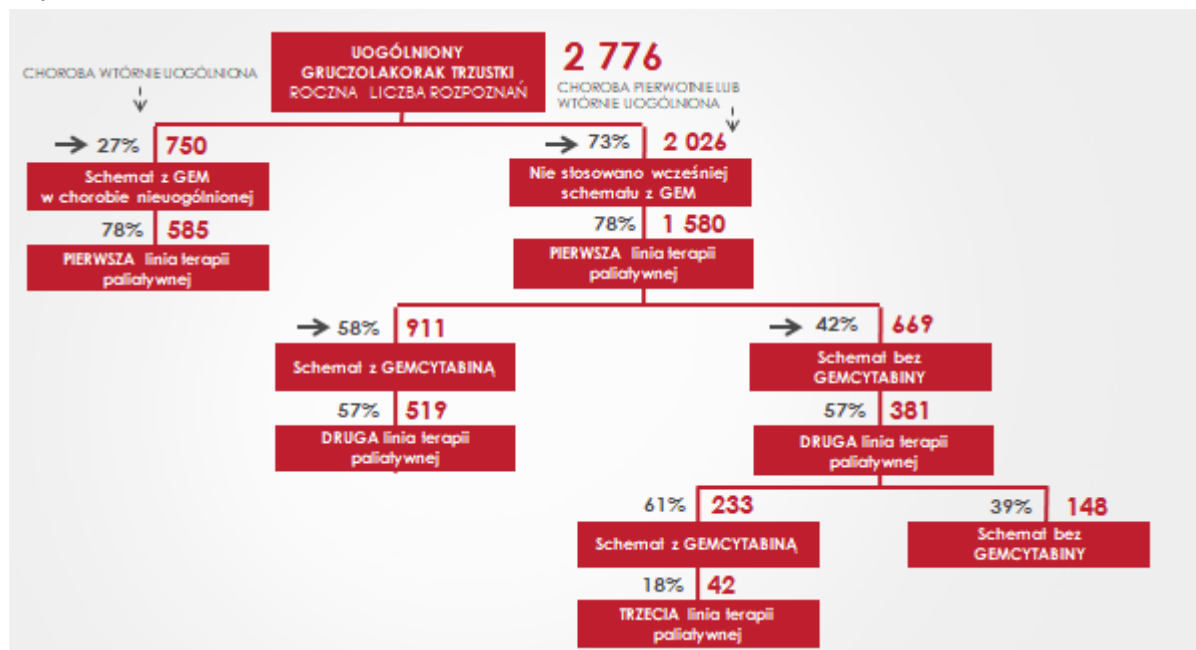 UOGÓLNIONY
GRUCZOLAKORAK TRZUSTKI
ROCZNA LICZBA ROZPOZNAŃ
2 776
CHOROBA WTÓRNIE UOGÓLNIONA
CHOROBA PIERWOTNIE LUB
WTÓRNIE UOGÓLNIONA
27% 750
Schemat z GEM
w chorobie nieuogólnionej
78% 585
PIERWSZA linia terapii
paliatywnej
73% 2 026
Nie stosowano wcześniej
schematu z GEM
78% 1 580
PIERWSZA linia terapii
paliatywnej
58% 911
Schemat z GEMCYTABINĄ
57% 519
DRUGA linia terapii
paliatywnej
42% 669
Schemat bez
GEMCYTABINY
57% 381
DRUGA linia terapii
paliatywnej
61% 233
Schemat z GEMCYTABINĄ
18% 42
TRZECIA linia terapii
paliatywnej
39% 148
Schemat bez
GEMCYTABINY